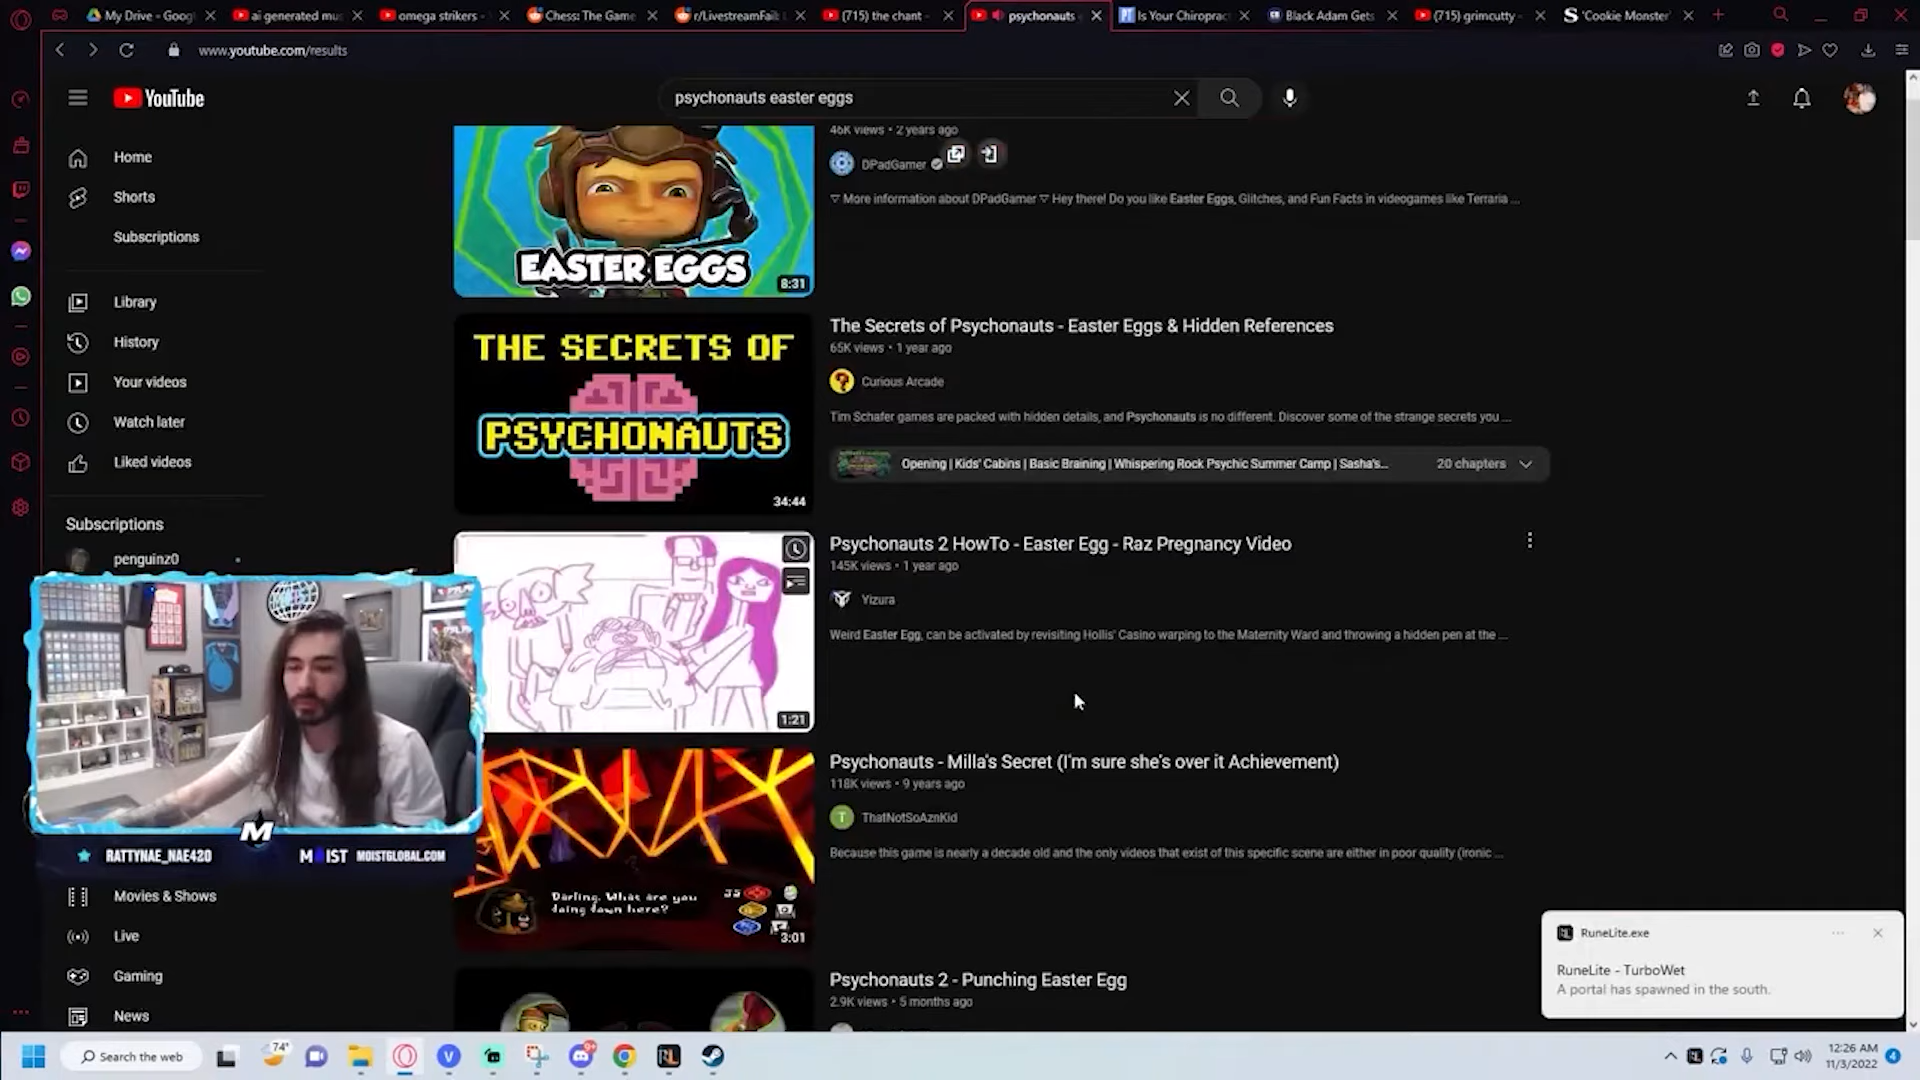 My Drive - Googl
ai generated mu
omega strikers -
Chess: The Game
r/LivestreamFail:
(715) the chant -
psychonauts
Is Your Chiroprac
Black Adam Gets
(715) grimcutty -
'Cookie Monster'
www.youtube.com/results
YouTube
psychonauts easter eggs
Home
Shorts
Subscriptions
Library
History
Your videos
Watch later
Liked videos
Subscriptions
penguinz0
RATTYNAE_NAE420
M
MOIST
MOISTGLOBAL.COM
Movies & Shows
Live
Gaming
News
EASTER EGGS
8:31
46K views • 2 years ago
DPadGamer
▽ More information about DPadGamer ▽ Hey there! Do you like Easter Eggs, Glitches, and Fun Facts in videogames like Terraria ...
THE SECRETS OF
PSYCHONAUTS
34:44
The Secrets of Psychonauts - Easter Eggs & Hidden References
65K views • 1 year ago
Curious Arcade
Tim Schafer games are packed with hidden details, and Psychonauts is no different. Discover some of the strange secrets you ...
Opening | Kids' Cabins | Basic Braining | Whispering Rock Psychic Summer Camp | Sasha's...
20 chapters
1:21
Psychonauts 2 HowTo - Easter Egg - Raz Pregnancy Video
145K views • 1 year ago
Yizura
Weird Easter Egg, can be activated by revisiting Hollis' Casino warping to the Maternity Ward and throwing a hidden pen at the ...
Darling. What are you
doing down here?
35
3:01
Psychonauts - Milla's Secret (I'm sure she's over it Achievement)
118K views • 9 years ago
T
ThatNotSoAznKid
Because this game is nearly a decade old and the only videos that exist of this specific scene are either in poor quality (ironic ...
Psychonauts 2 - Punching Easter Egg
2.9K views • 5 months ago
RuneLite.exe
RuneLite - TurboWet
A portal has spawned in the south.
Search the web
74°
12:26 AM
11/3/2022
4